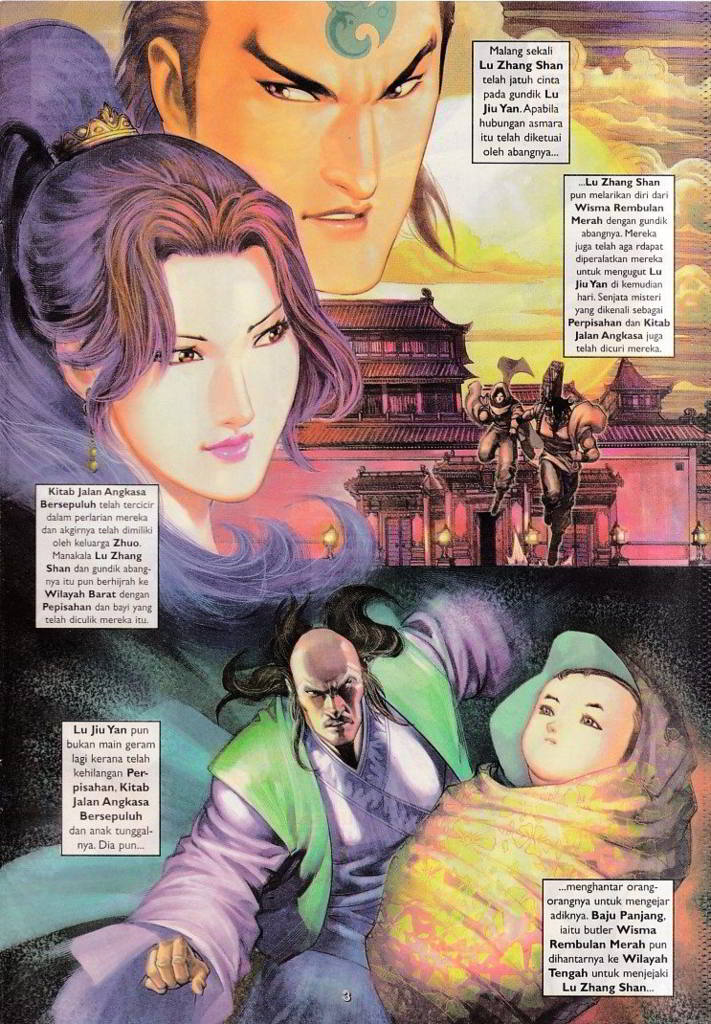 Malang sekali
Lu Zhang Shan
telah jatuh cinta
pada gundik Lu
Jiu Yan. Apabila
hubungan asmara
itu telah diketuai
oleh abangnya...
...Lu Zhang Shan
pun melarikan diri dari
Wisma Rembulan
Merah dengan gundik
abangnya. Mereka
juga telah aga rdapat
diperalatkan mereka
untuk mengugut Lu
Jiu Yan di kemudian
hari. Senjata misteri
yang dikenali sebagai
Perpisahan dan Kitab
Jalan Angkasa juga
telah dicuri mereka.
Kitab Jalan Angkasa
Bersepuluh telah tercicir
dalam perlarian mereka
dan akgirnya telah dimiliki
oleh keluarga Zhuo.
Manakala Lu Zhang
Shan dan gundik abang-
nya itu pun berhijrah ke
Wilayah Barat dengan
Pepisahan dan bayi yang
telah diculik mereka itu.
Lu Jiu Yan pun
bukan main geram
lagi kerana telah
kehilangan Per-
pisahan, Kitab
Jalan Angkasa
Bersepuluh
dan anak tunggal-
nya. Dia pun...
...menghantar orang-
orangnya untuk mengejar
adiknya. Baju Panjang,
iaitu butler Wisma
Rembulan Merah pun
dihantarnya ke Wilayah
Tengah untuk menjejaki
Lu Zhang Shan...
3